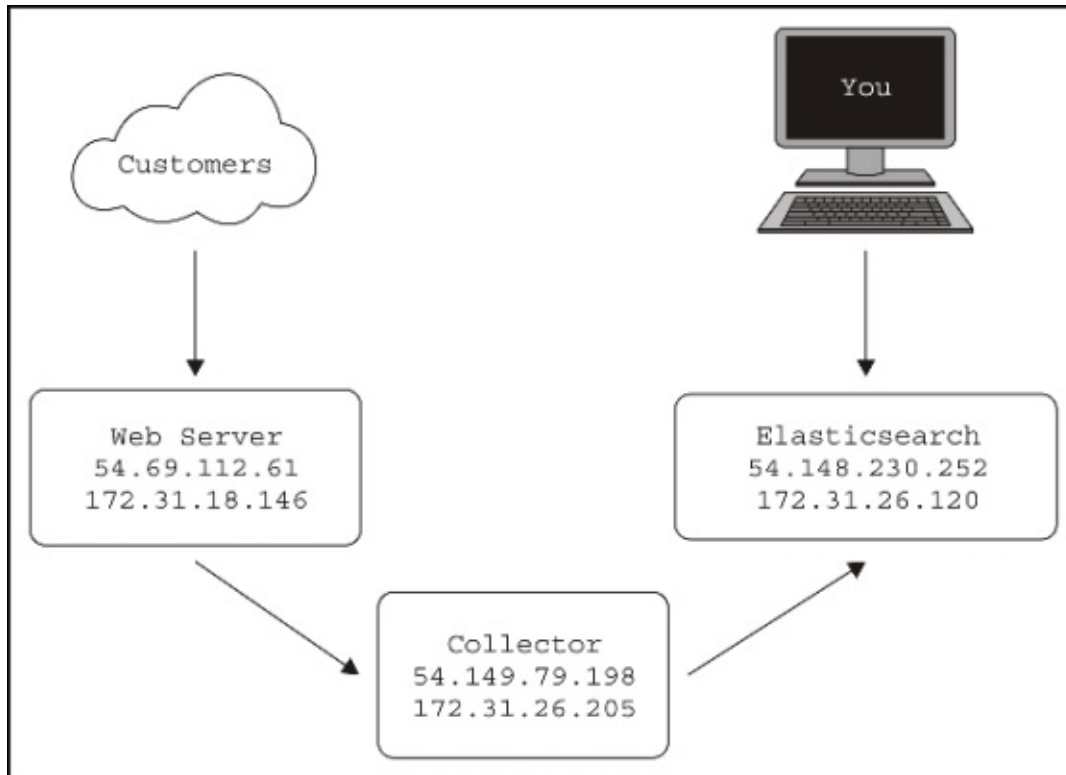 Customers
You
Web Server
54.69.112.61
172.31.18.146
Elasticsearch
54.148.230.252
172.31.26.120
Collector
54.149.79.198
172.31.26.205